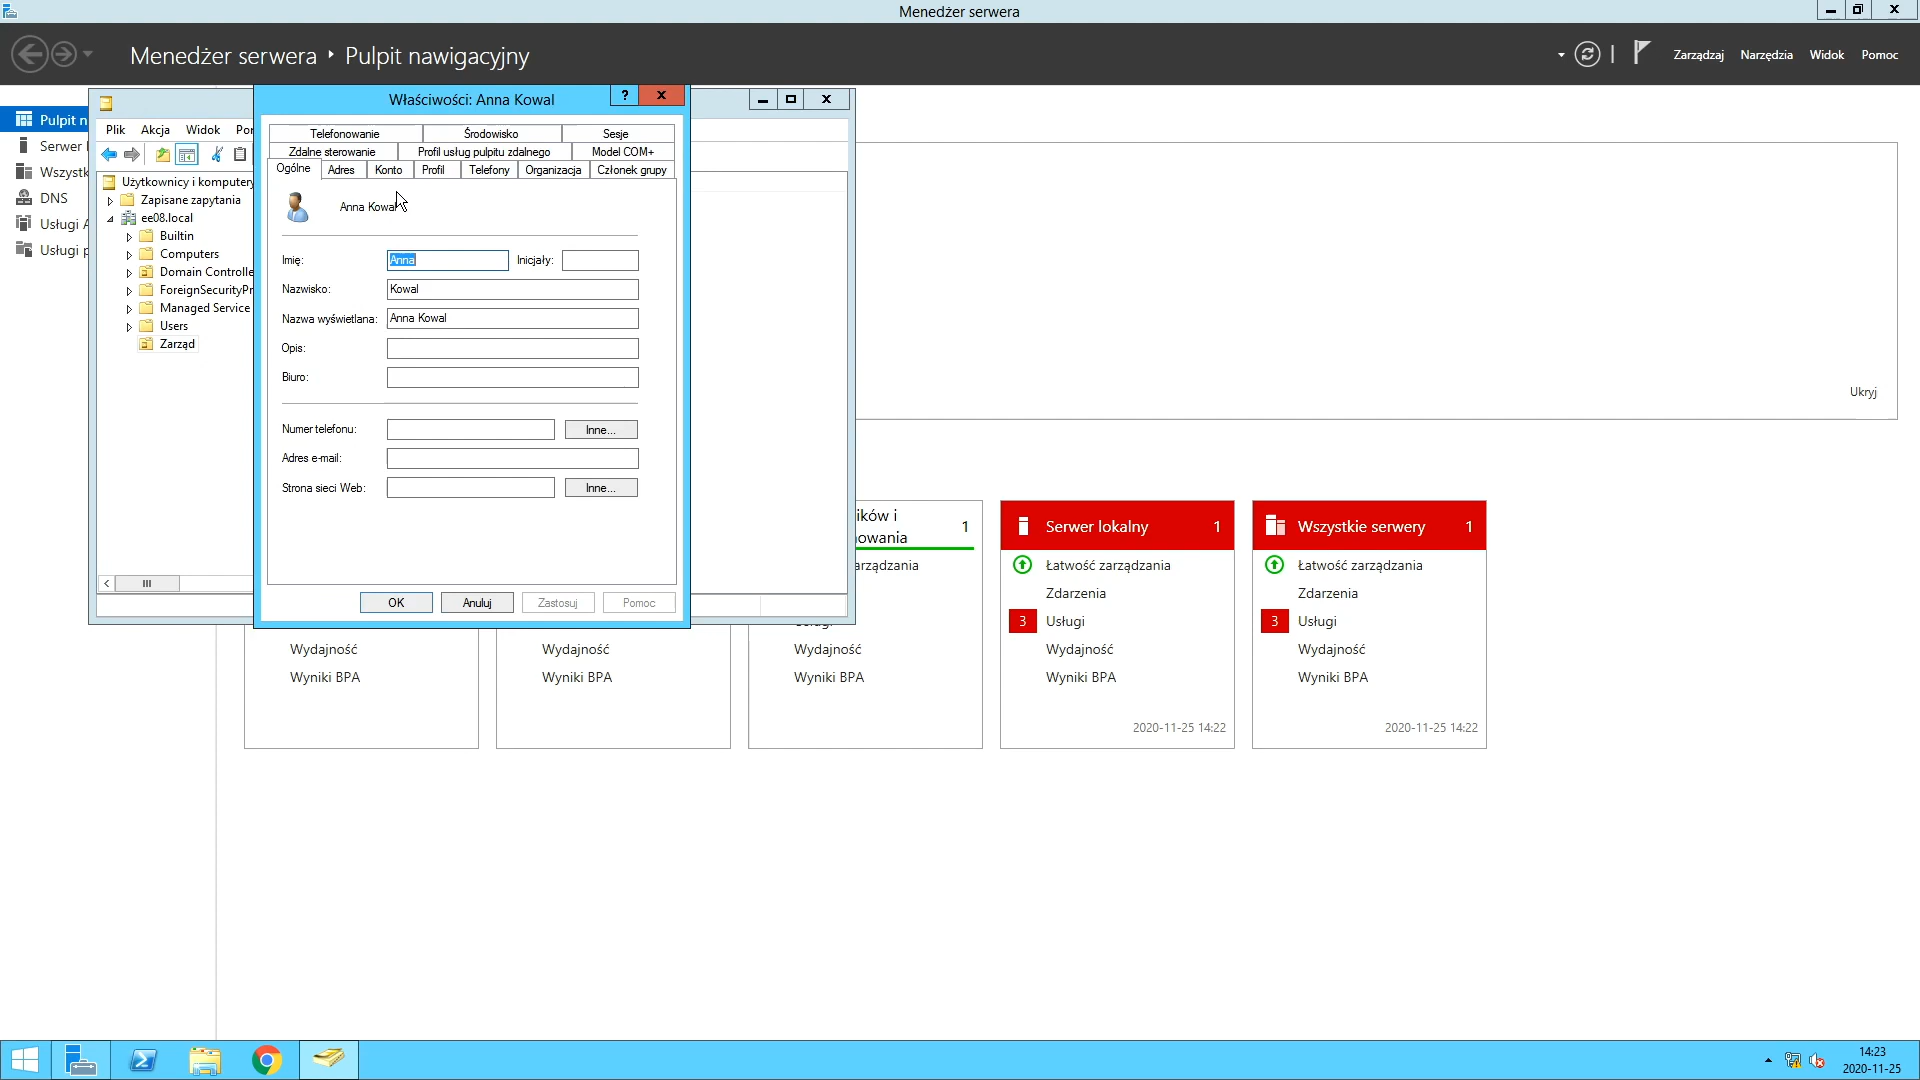 Menedżer serwera
Menedżer serwera ‣ Pulpit nawigacyjny
Zarządzaj Narzędzia Widok Pomoc
Pulpit n
Serwer
Wszystk
DNS
Usługi A
Usługi p
Plik Akcja Widok Por
Użytkownicy i komputery
Zapisane zapytania
ee08.local
Builtin
Computers
Domain Controlle
ForeignSecurityPr
Managed Service
Users
Zarząd
Właściwości: Anna Kowal
Telefonowanie Środowisko Sesje
Zdalne sterowanie Profil usług pulpitu zdalnego Model COM+
Ogólne Adres Konto Profil Telefony Organizacja Członek grupy
Anna Kowal
Imię: Anna Inicjały:
Nazwisko: Kowal
Nazwa wyświetlana: Anna Kowal
Opis:
Biuro:
Numer telefonu: Inne...
Adres e-mail:
Strona sieci Web: Inne...
OK Anuluj Zastosuj Pomoc
Ukryj
ików i 1
owania
arządzania
Wydajność
Wyniki BPA
Wydajność
Wyniki BPA
Wydajność
Wyniki BPA
Serwer lokalny 1
Łatwość zarządzania
Zdarzenia
3 Usługi
Wydajność
Wyniki BPA
2020-11-25 14:22
Wszystkie serwery 1
Łatwość zarządzania
Zdarzenia
3 Usługi
Wydajność
Wyniki BPA
2020-11-25 14:22
14:23
2020-11-25